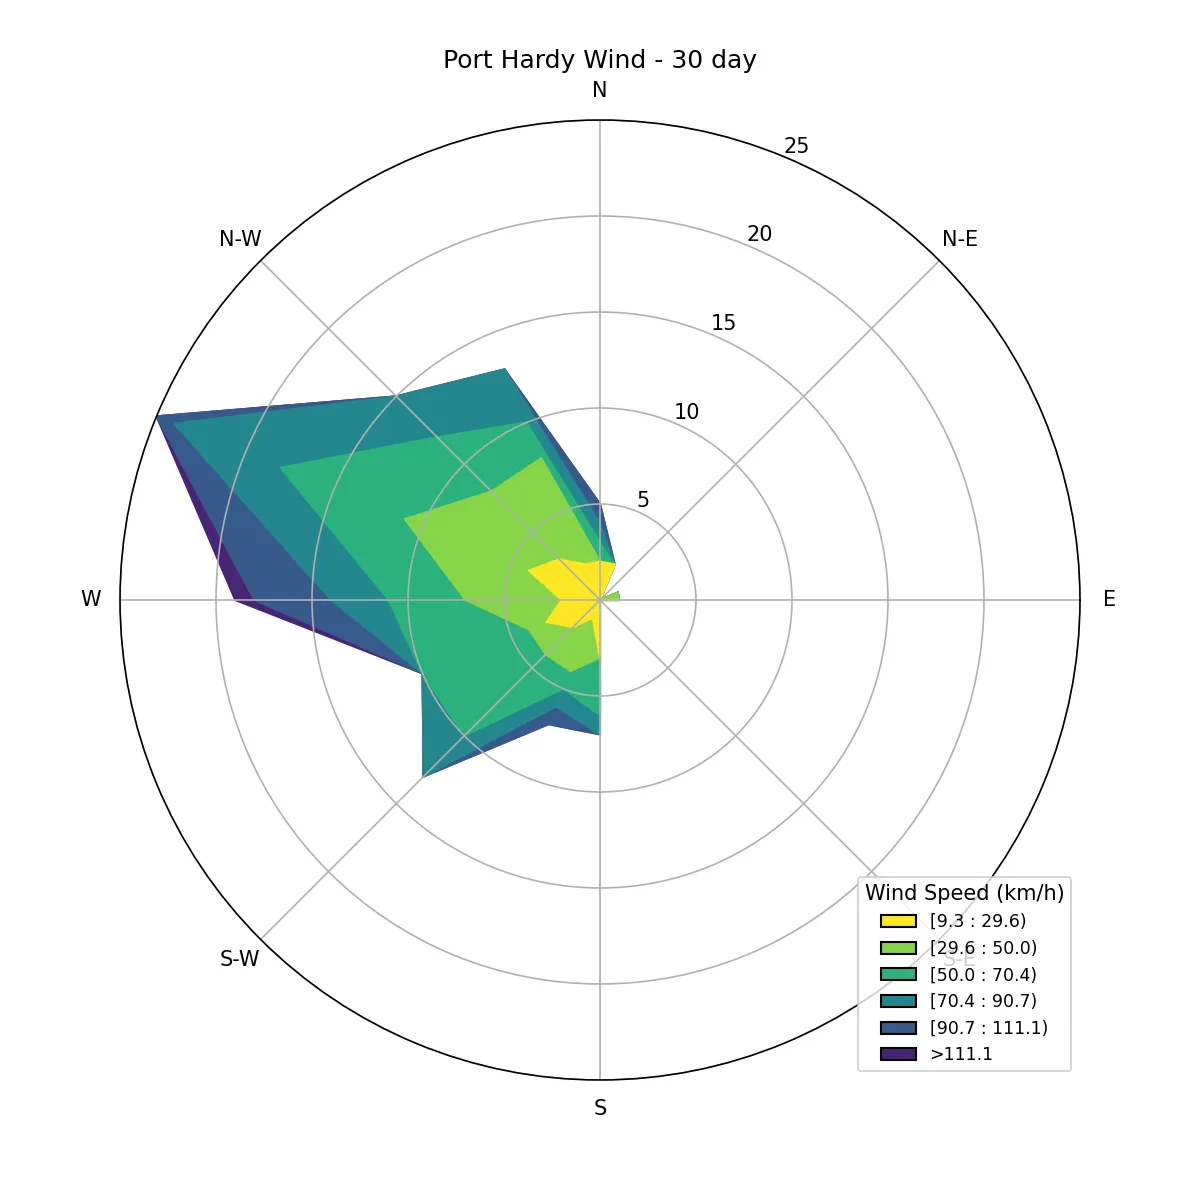 Port Hardy Wind - 30 day
N
25
N-W
20
N-E
15
10
5
W
E
Wind Speed (km/h)
[9.3 : 29.6)
[29.6 : 50.0)
S-W
S-E
[50.0 : 70.4)
[70.4 : 90.7)
[90.7 : 111.1)
>111.1
S